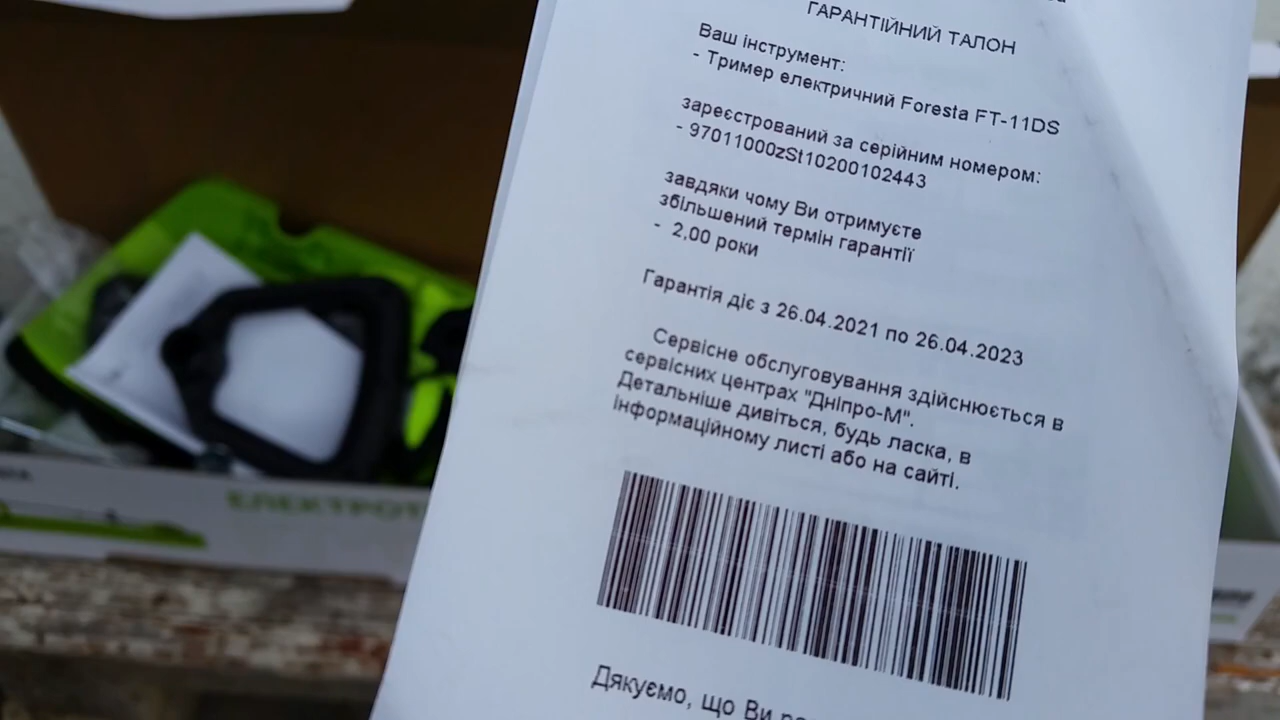 ГАРАНТІЙНИЙ ТАЛОН
Ваш інструмент:
- Тример електричний Foresta FT-11DS
зареєстрований за серійним номером:
- 97011000zSt10200102443
завдяки чому Ви отримуєте
збільшений термін гарантії
- 2,00 роки
Гарантія діє з 26.04.2021 по 26.04.2023
Сервісне обслуговування здійснюється в
сервісних центрах "Дніпро-М".
Детальніше дивіться, будь ласка, в
інформаційному листі або на сайті.
Дякуємо, що Ви
ЕЛЕКТРОТ